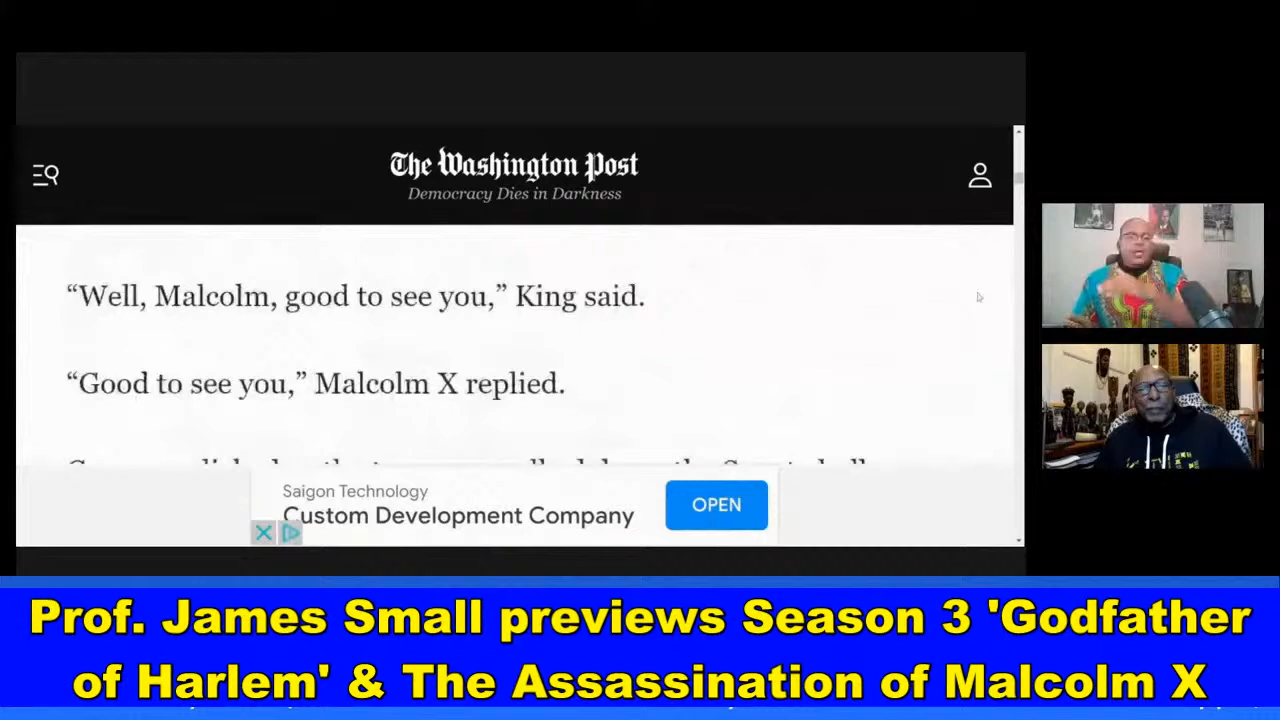 The Washington Post
Democracy Dies in Darkness
“Well, Malcolm, good to see you,” King said.
“Good to see you,” Malcolm X replied.
Saigon Technology
Custom Development Company
OPEN
Prof. James Small previews Season 3 'Godfather
of Harlem' & The Assassination of Malcolm X